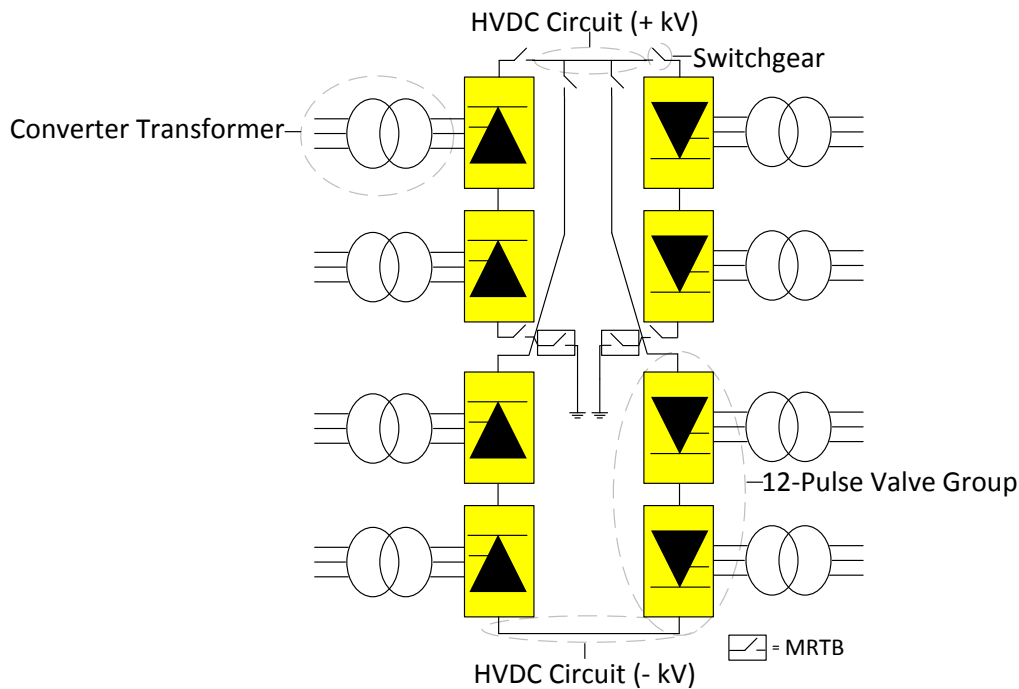 HVDC Circuit (+ kV)
Switchgear
Converter Transformer
12-Pulse Valve Group
= MRTB
HVDC Circuit (- kV)